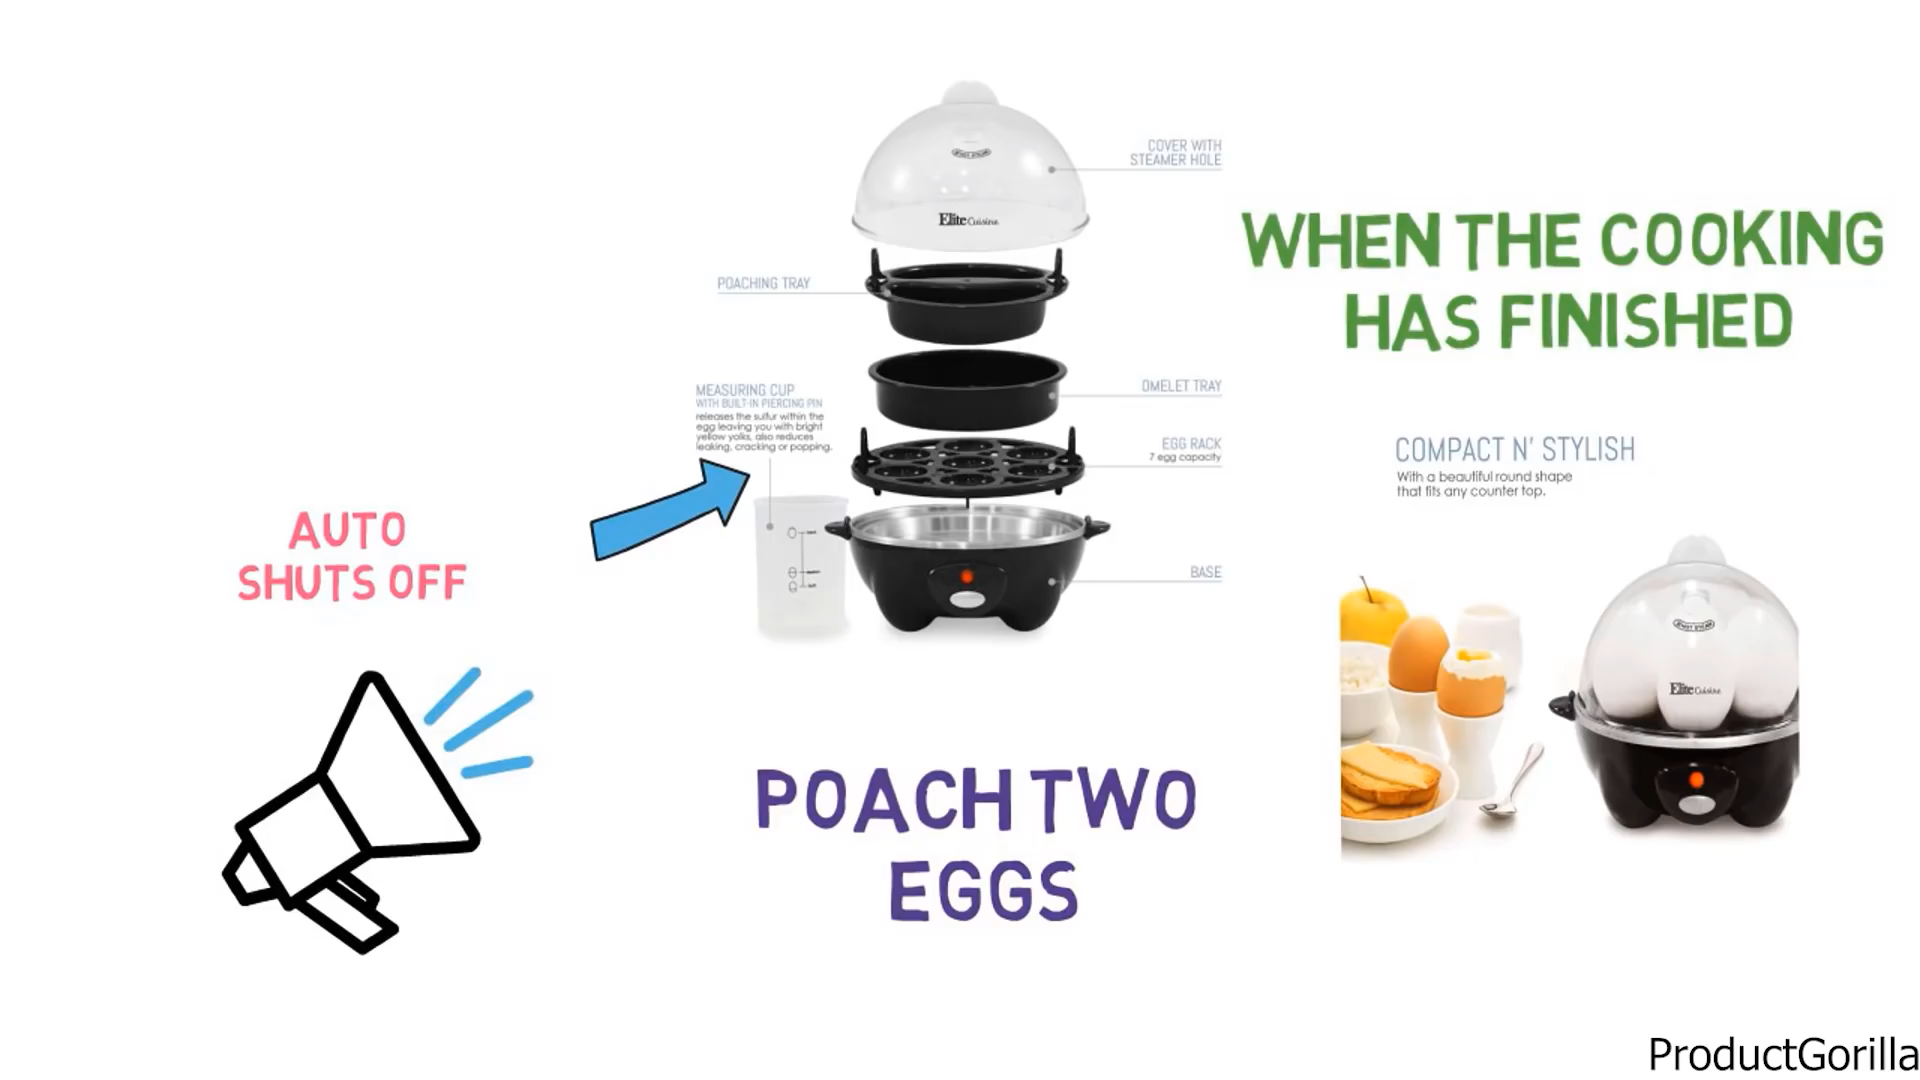 COVER WITH
STEAMER HOLE
Elite Cuisine
POACHING TRAY
OMELET TRAY
MEASURING CUP
WITH BUILT-IN PIERCING PIN
releases the sulfur within the
egg leaving you with bright
yellow yolks, also reduces
leaking, cracking or popping.
EGG RACK
7 egg capacity
BASE
AUTO
SHUTS OFF
POACH TWO
EGGS
WHEN THE COOKING
HAS FINISHED
COMPACT N' STYLISH
With a beautiful round shape
that fits any counter top.
Elite Cuisine
ProductGorilla